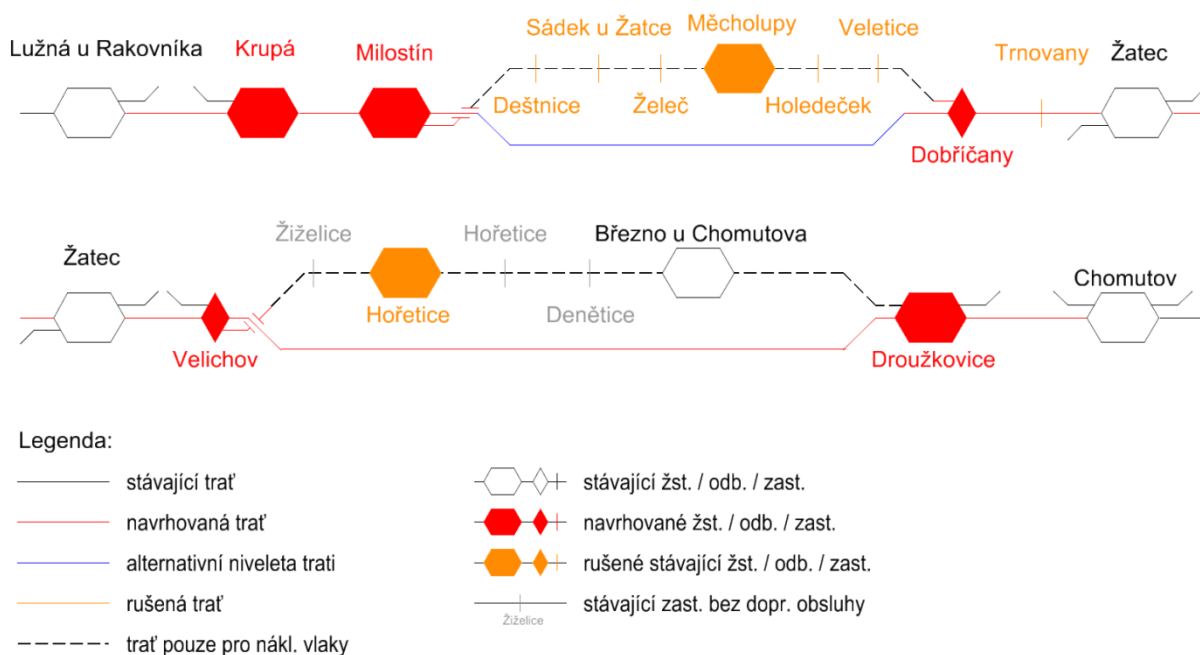 Lužná u Rakovníka
Krupá
Milostín
Sádek u Žatce
Měcholupy
Veletice
Trnovany
Žatec
Deštnice
Želeč
Holedeček
Dobříčany
Žatec
Žiželice
Hořetice
Březno u Chomutova
Chomutov
Velichov
Hořetice
Denětice
Droužkovice
Legenda:
stávající trať
navrhovaná trať
alternativní niveleta trati
rušená trať
trať pouze pro nákl. vlaky
stávající žst. / odb. / zast.
navrhované žst. / odb. / zast.
rušené stávající žst. / odb. / zast.
stávající zast. bez dopr. obsluhy
Žiželice